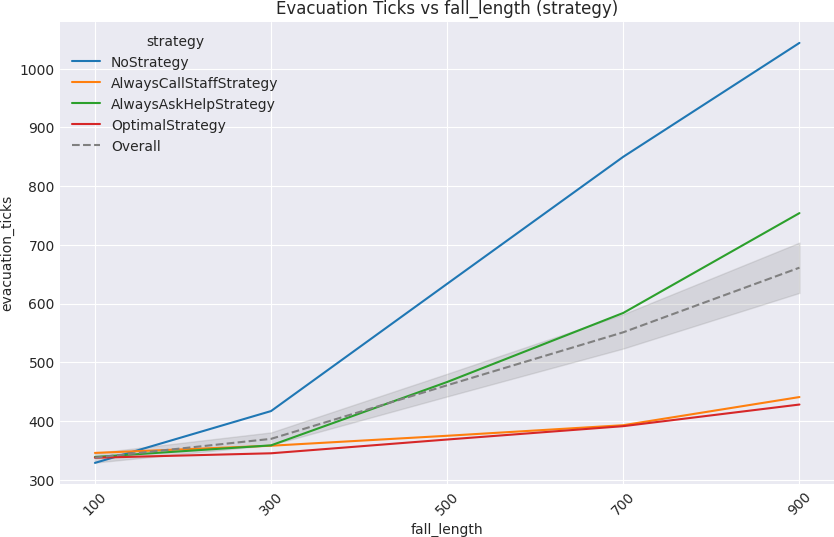 Evacuation Ticks vs fall_length (strategy)
strategy
NoStrategy
AlwaysCallStaffStrategy
AlwaysAskHelpStrategy
OptimalStrategy
Overall
evacuation_ticks
1000
900
800
700
600
500
400
300
100
300
500
700
900
fall_length